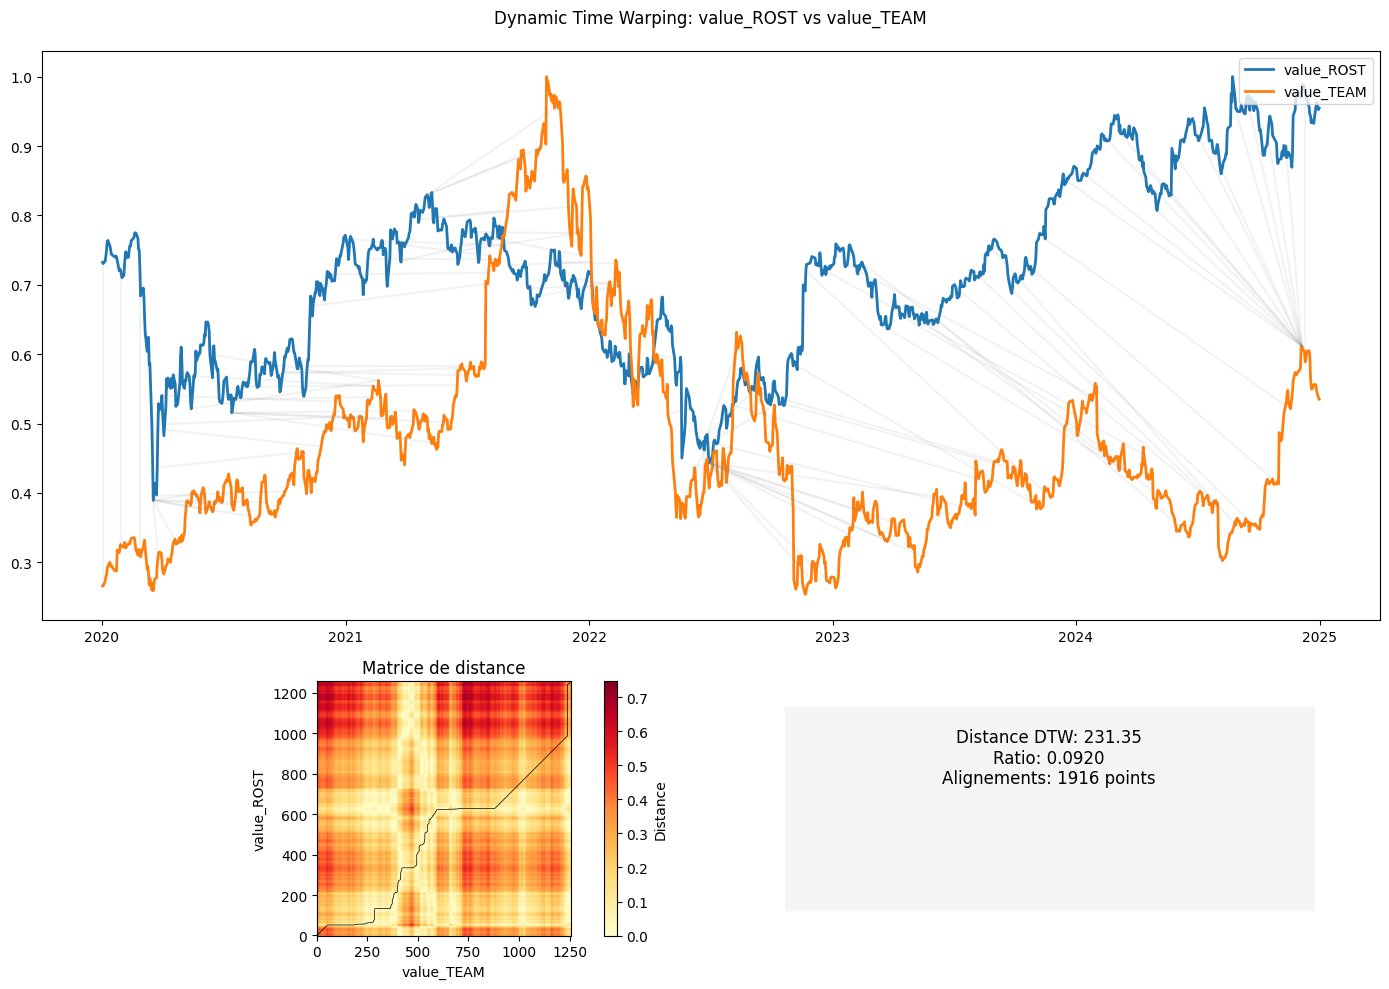 Dynamic Time Warping: value_ROST vs value_TEAM
value_ROST
value_TEAM
1.0
0.9
0.8
0.7
0.6
0.5
0.4
0.3
2020 2021 2022 2023 2024 2025
Matrice de distance
value_ROST
1200
1000
800
600
400
200
0
0 250 500 750 1000 1250
value_TEAM
0.7
0.6
0.5
0.4
0.3
0.2
0.1
0.0
Distance
Distance DTW: 231.35
Ratio: 0.0920
Alignements: 1916 points